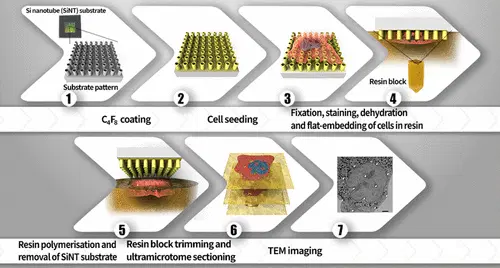 Si nanotube (SiNT) substrate
Substrate pattern
Resin block
1
2
3
4
C₄F₈ coating
Cell seeding
Fixation, staining, dehydration
and flat-embedding of cells in resin
5
6
7
Resin polymerisation and
removal of SiNT substrate
Resin block trimming and
ultramicrotome sectioning
TEM imaging